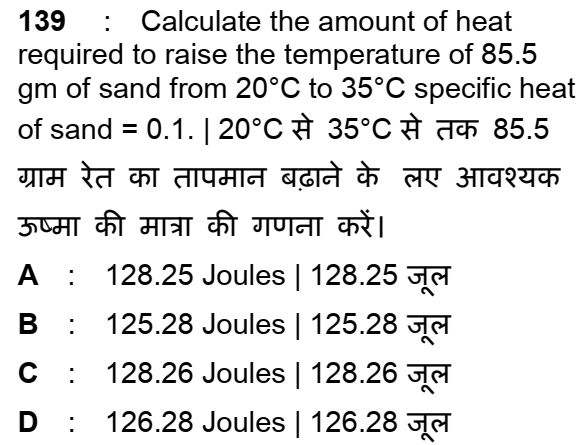 139 : Calculate the amount of heat
required to raise the temperature of 85.5
gm of sand from 20°C to 35°C specific heat
of sand = 0.1. | 20°C से 35°C से तक 85.5
ग्राम रेत का तापमान बढ़ाने के लए आवश्यक
ऊष्मा की मात्रा की गणना करें।
A : 128.25 Joules | 128.25 जूल
B : 125.28 Joules | 125.28 जूल
C : 128.26 Joules | 128.26 जूल
D : 126.28 Joules | 126.28 जूल